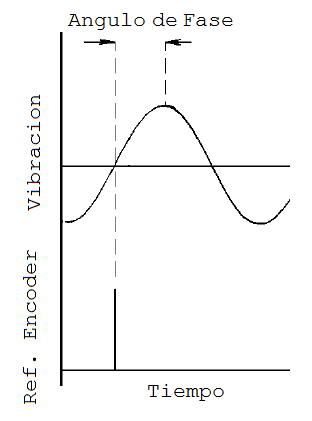 Angulo de Fase
Vibracion
Ref. Encoder
Tiempo